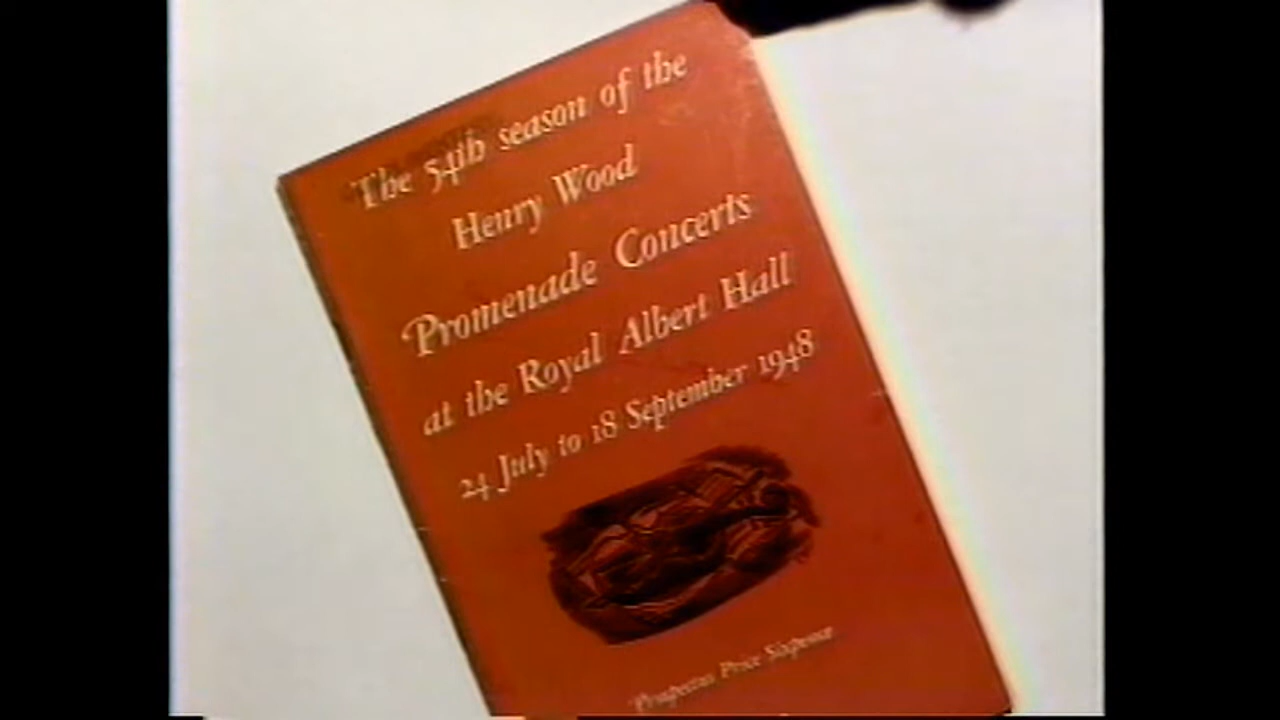 The 54th season of the
Henry Wood
Promenade Concerts
at the Royal Albert Hall
24 July to 18 September 1948
Prospectus Price Sixpence